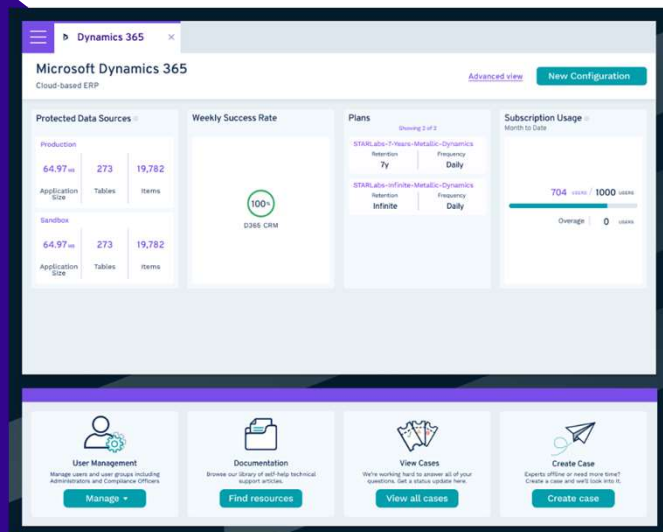 Dynamics 365 ×
Microsoft Dynamics 365
Cloud-based ERP
Advanced view
New Configuration
Protected Data Sources
Production
64.97 MB 273 19,782
Application Size Tables Items
Sandbox
64.97 MB 273 19,782
Application Size Tables Items
Weekly Success Rate
100%
D365 CRM
Plans
Showing 2 of 2
STARLabs-7-Years-Metallic-Dynamics
Retention Frequency
7y Daily
STARLabs-Infinite-Metallic-Dynamics
Retention Frequency
Infinite Daily
Subscription Usage
Month to Date
704 USERS / 1000 USERS
Overage 0 USERS
User Management
Manage users and user groups including
Administrators and Compliance Officers
Manage
Documentation
Browse our library of self-help technical
support articles.
Find resources
View Cases
We're working hard to answer all of your
questions. Get a status update here.
View all cases
Create Case
Experts offline or need more time?
Create a case and we'll look into it.
Create case